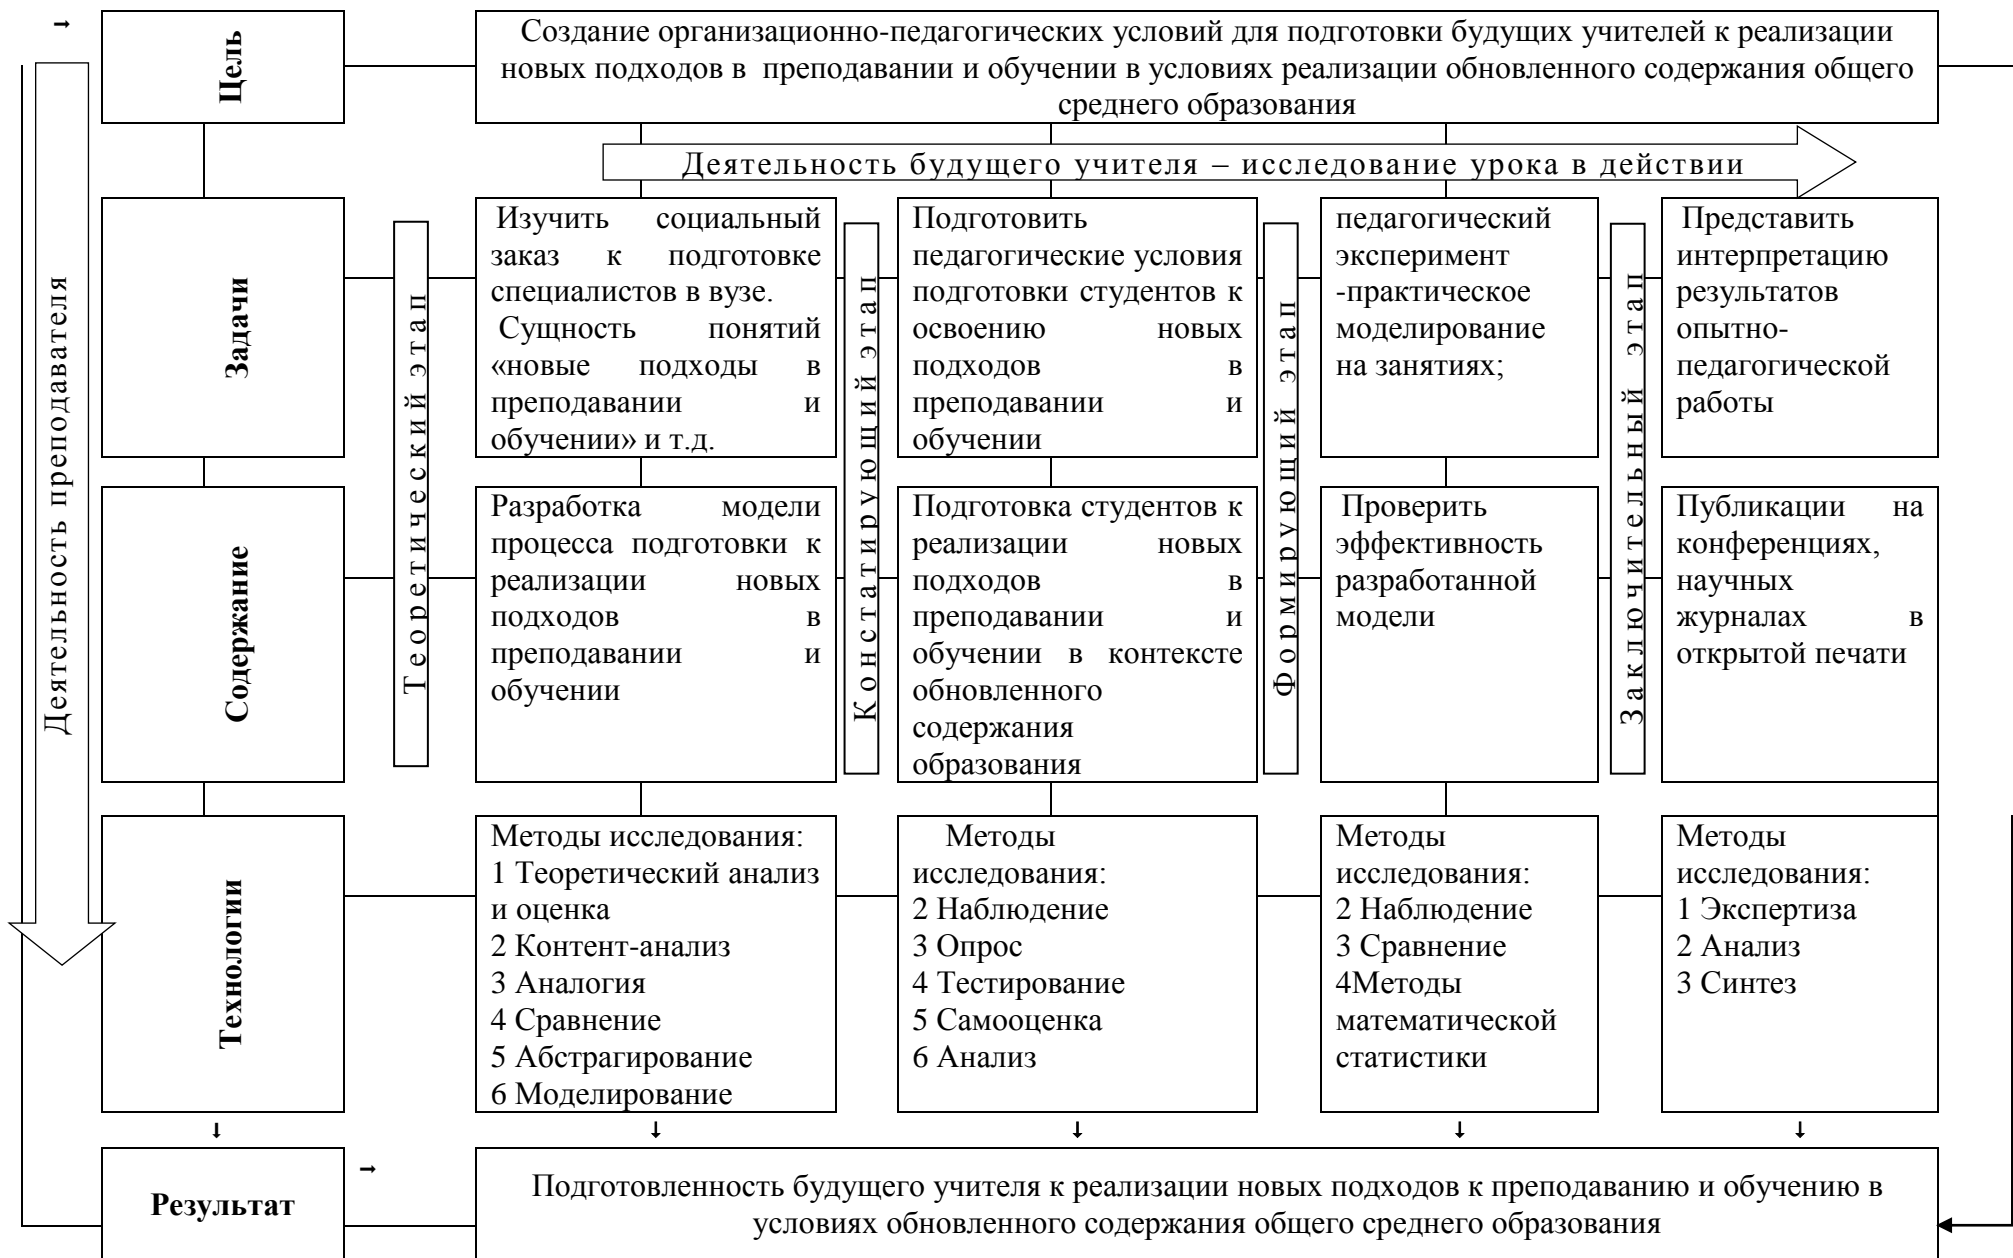 Цель
Создание организационно-педагогических условий для подготовки будущих учителей к реализации
новых подходов в преподавании и обучении в условиях реализации обновленного содержания общего
среднего образования
Деятельность преподавателя
Деятельность будущего учителя – исследование урока в действии
Задачи
Теоретический этап
Изучить социальный
заказ к подготовке
специалистов в вузе.
Сущность понятий
«новые подходы в
преподавании и
обучении» и т.д.
Констатирующий этап
Подготовить
педагогические условия
подготовки студентов к
освоению новых
подходов в
преподавании и
обучении
Формирующий этап
педагогический
эксперимент
-практическое
моделирование
на занятиях;
Заключительный этап
Представить
интерпретацию
результатов
опытно-
педагогической
работы
Содержание
Разработка модели
процесса подготовки к
реализации новых
подходов в
преподавании и
обучении
Подготовка студентов к
реализации новых
подходов в
преподавании и
обучении в контексте
обновленного
содержания
образования
Проверить
эффективность
разработанной
модели
Публикации на
конференциях,
научных
журналах в
открытой печати
Технологии
Методы исследования:
1 Теоретический анализ
и оценка
2 Контент-анализ
3 Аналогия
4 Сравнение
5 Абстрагирование
6 Моделирование
Методы
исследования:
2 Наблюдение
3 Опрос
4 Тестирование
5 Самооценка
6 Анализ
Методы
исследования:
2 Наблюдение
3 Сравнение
4Методы
математической
статистики
Методы
исследования:
1 Экспертиза
2 Анализ
3 Синтез
Результат
Подготовленность будущего учителя к реализации новых подходов к преподаванию и обучению в
условиях обновленного содержания общего среднего образования